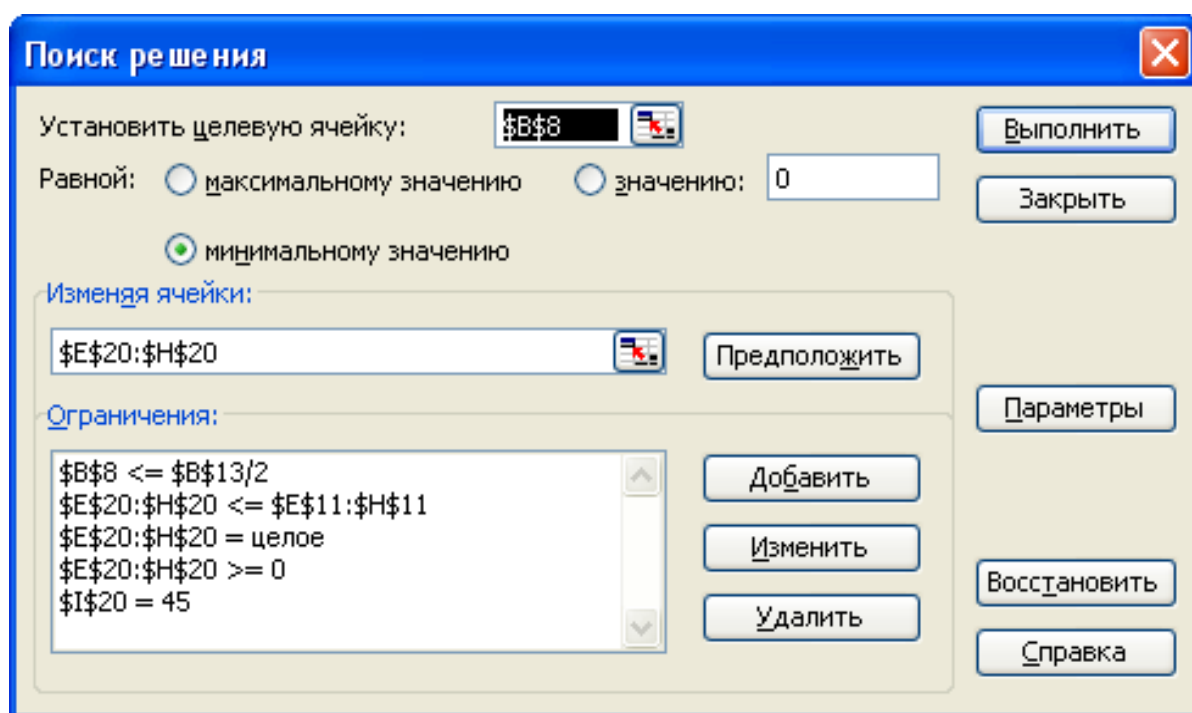 Поиск решения
Установить целевую ячейку: $B$8
Выполнить
Равной: максимальному значению значению: 0
Закрыть
минимальному значению
Изменяя ячейки:
$E$20:$H$20
Предположить
Параметры
Ограничения:
$B$8 <= $B$13/2
$E$20:$H$20 <= $E$11:$H$11
$E$20:$H$20 = целое
$E$20:$H$20 >= 0
$I$20 = 45
Добавить
Изменить
Удалить
Восстановить
Справка